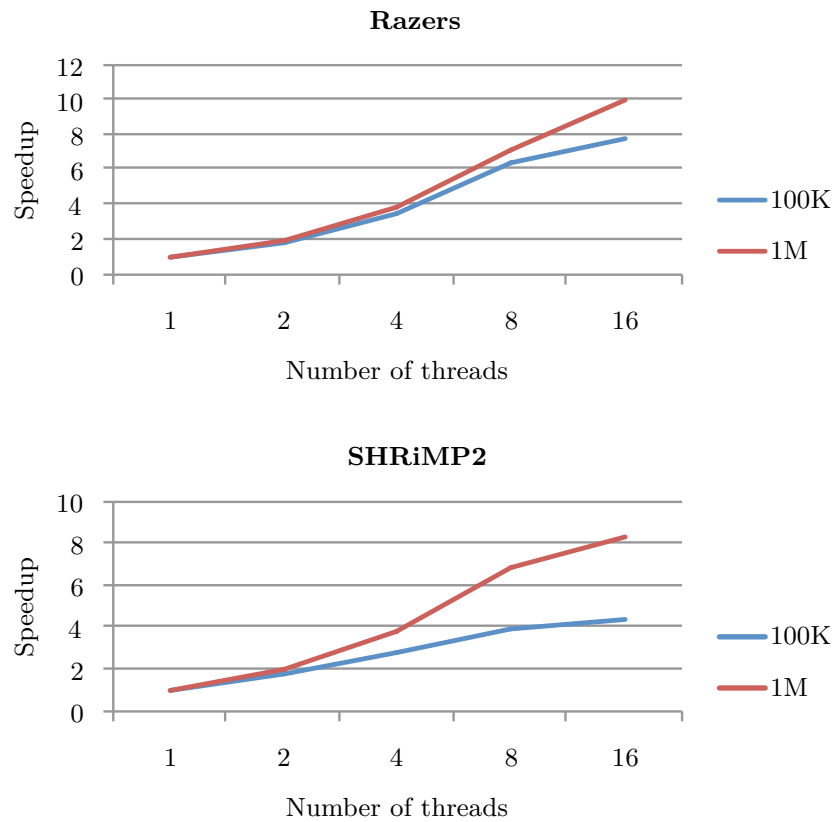 Razers
12
10
8
6
4
2
0
Speedup
1 2 4 8 16
Number of threads
100K
1M
SHRiMP2
10
8
6
4
2
0
Speedup
1 2 4 8 16
Number of threads
100K
1M